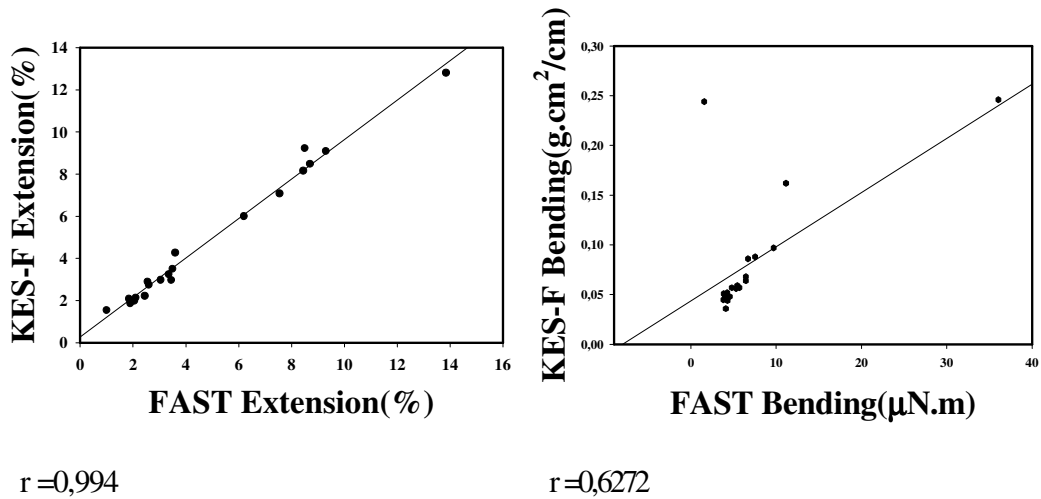 KES-F Extension(%)
14
12
10
8
6
4
2
0
0 2 4 6 8 10 12 14 16
FAST Extension(%)
r =0,994
KES-F Bending(g.cm²/cm)
0,30
0,25
0,20
0,15
0,10
0,05
0,00
0 10 20 30 40
FAST Bending(µN.m)
r=0,6272